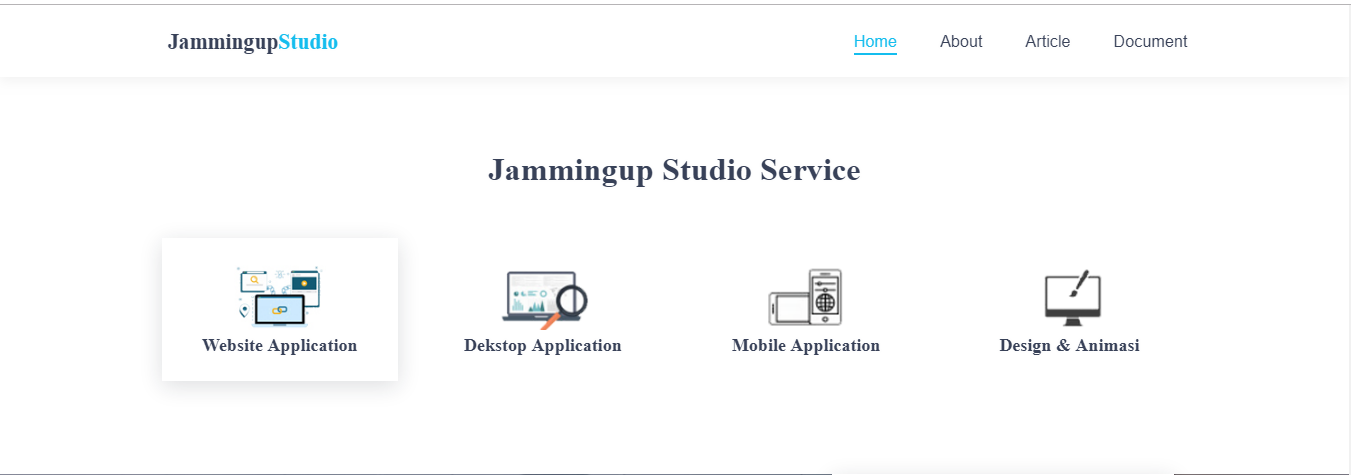 JammingupStudio
Home About Article Document
Jammingup Studio Service
Website Application
Dekstop Application
Mobile Application
Design & Animasi